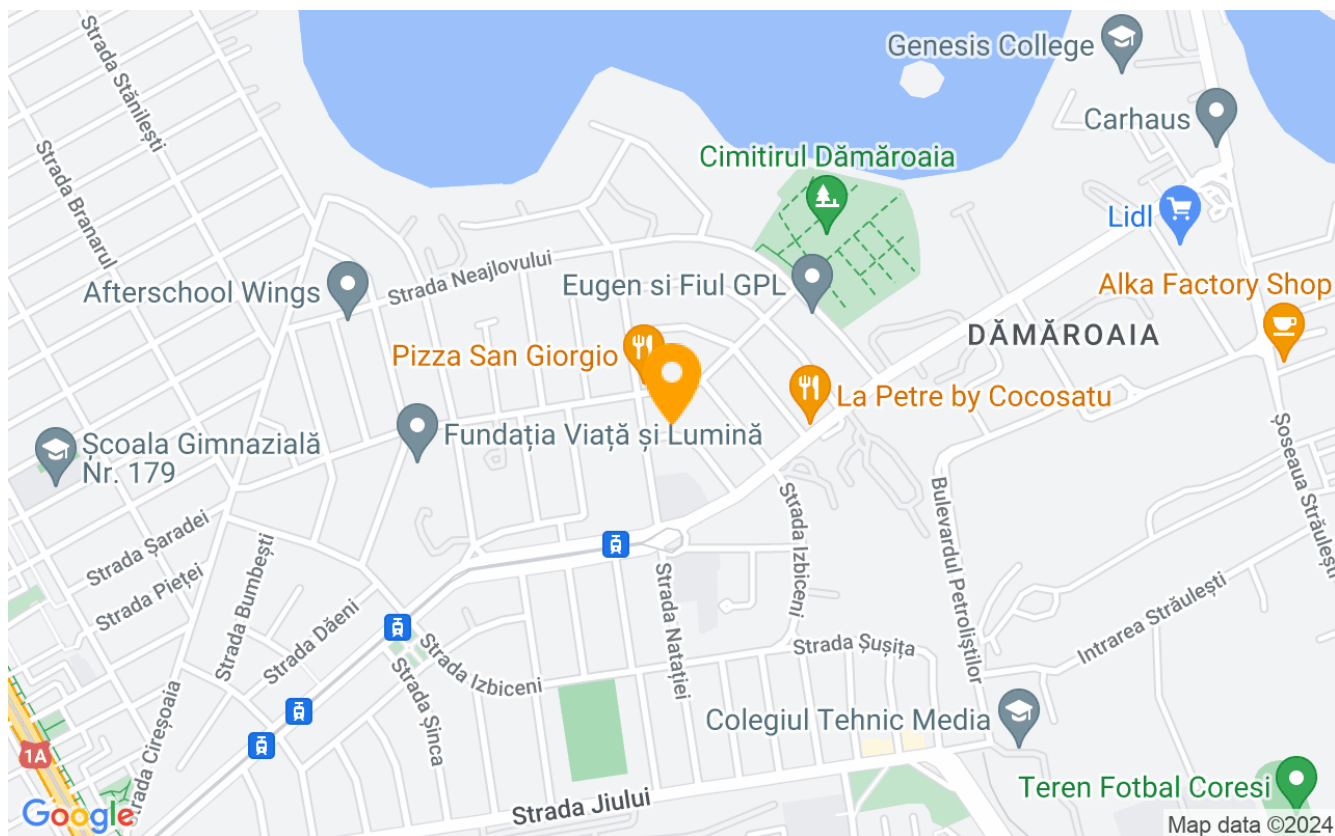 Strada Stănilești
Strada Branarul
Genesis College
Carhaus
Cimitirul Dămăroaia
Lidl
Strada Neajlovului
Afterschool Wings
Eugen si Fiul GPL
Alka Factory Shop
DĂMĂROAIA
Pizza San Giorgio
La Petre by Cocosatu
Școala Gimnazială
Nr. 179
Fundația Viață și Lumină
Șoseaua Străulești
Strada Șaradei
Strada Pieței
Strada Bumbești
Strada Dăeni
Strada Izbiceni
Bulevardul Petroliștilor
Intrarea Străulești
Strada Natației
Strada Șușița
Strada Izbiceni
Strada Șinca
Strada Cireșoaia
1A
Colegiul Tehnic Media
Teren Fotbal Coresi
Strada Jiului
Google
Map data ©2024